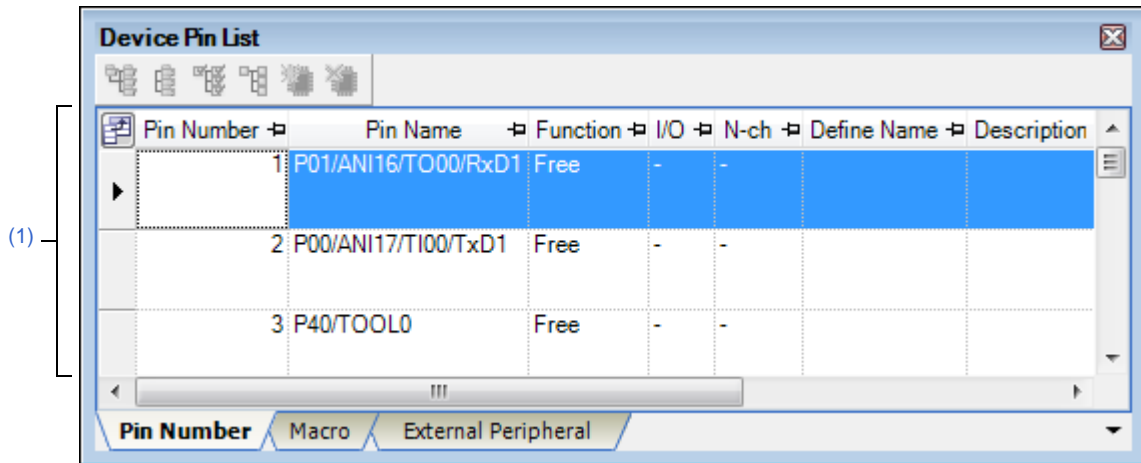 Device Pin List
Pin Number Pin Name Function I/O N-ch Define Name Description
1 P01/ANI16/TO00/RxD1 Free - -
(1)
2 P00/ANI17/TI00/TxD1 Free - -
3 P40/TOOL0 Free - -
Pin Number Macro External Peripheral